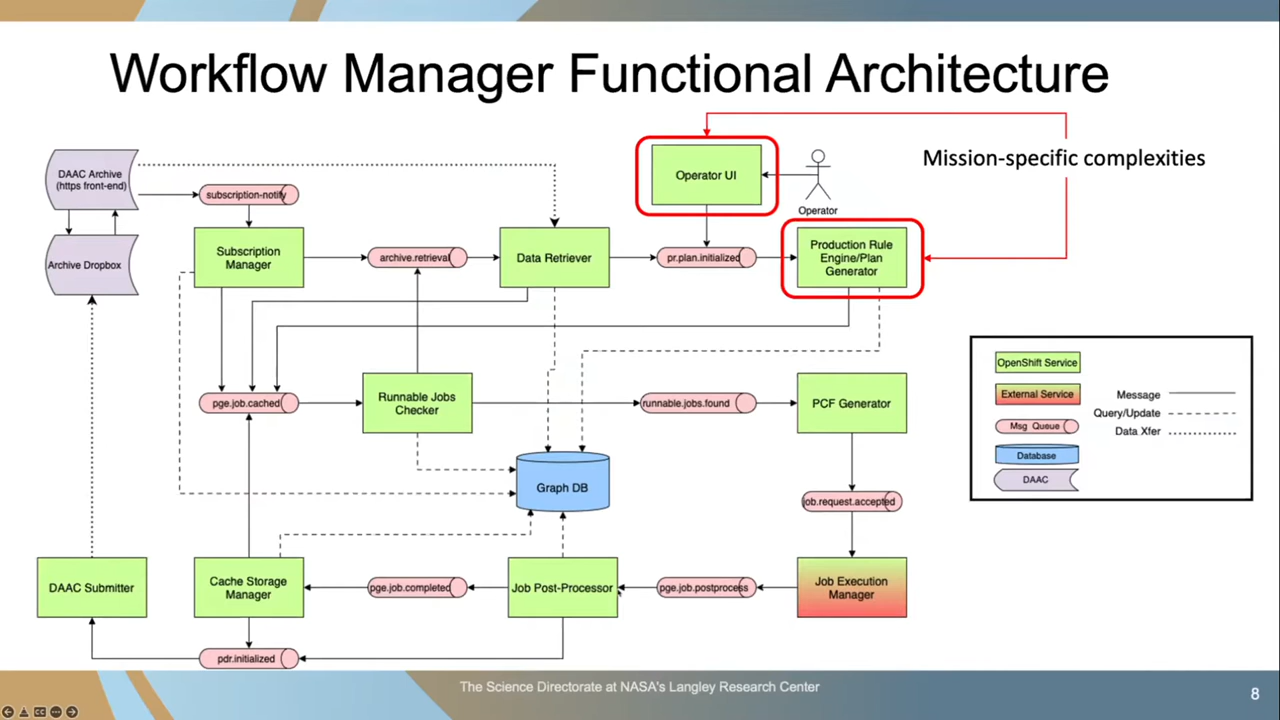 Workflow Manager Functional Architecture
DAAC Archive
(https front-end)
subscription-notify
Operator UI
Operator
Mission-specific complexities
Archive Dropbox
Subscription
Manager
archive.retrieval
Data Retriever
pr.plan.initialized
Production Rule
Engine/Plan
Generator
pge.job.cached
Runnable Jobs
Checker
runnable.jobs.found
PCF Generator
OpenShift Service
External Service
Msg Queue
Database
DAAC
Message
Query/Update
Data Xfer
Graph DB
job.request.accepted
DAAC Submitter
Cache Storage
Manager
pge.job.completed
Job Post-Processor
pge.job.postprocess
Job Execution
Manager
pdr.initialized
The Science Directorate at NASA's Langley Research Center
8
CC